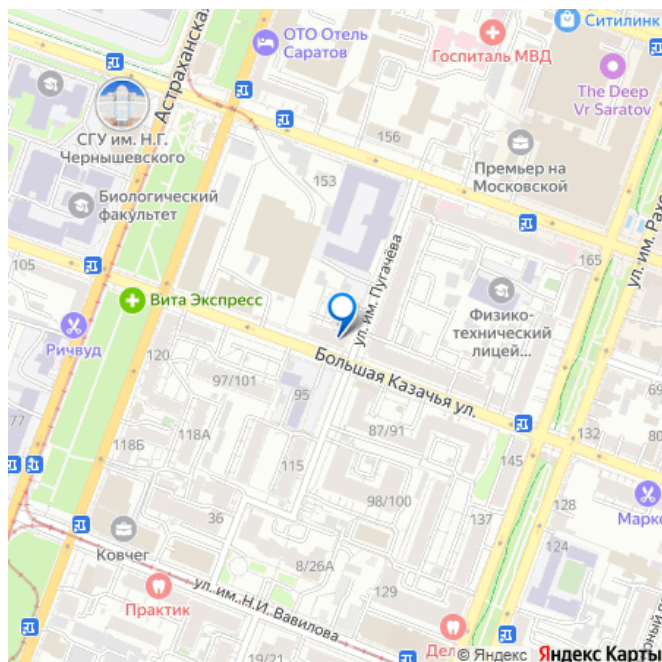 Астраханская
ОТО Отель
Саратов
Госпиталь МВД
Ситилинк
The Deep
Vr Saratov
СГУ им. Н.Г.
Чернышевского
156
Премьер на
Московской
153
Биологический
факультет
ул. им. Рахо
105
165
Вита Экспресс
ул. им. Пугачёва
Физико-
технический
лицей...
Ричвуд
120
Большая Казачья ул.
97/101
95
69
77
118Б
118А
87/91
132
80
115
145
98/100
Марко
128
36
137
Ковчег
124
8/26А
ул. им. Н.И. Вавилова
129
Практик
Дел
19/21
© Яндекс Яндекс Карты